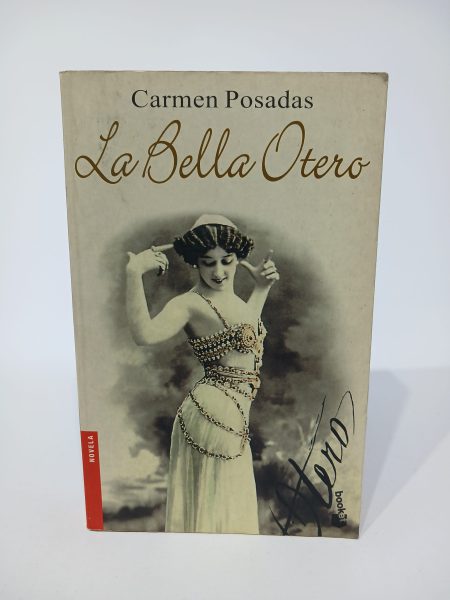 Carmen Posadas
La Bella Otero
NOVELA
Otero
booket